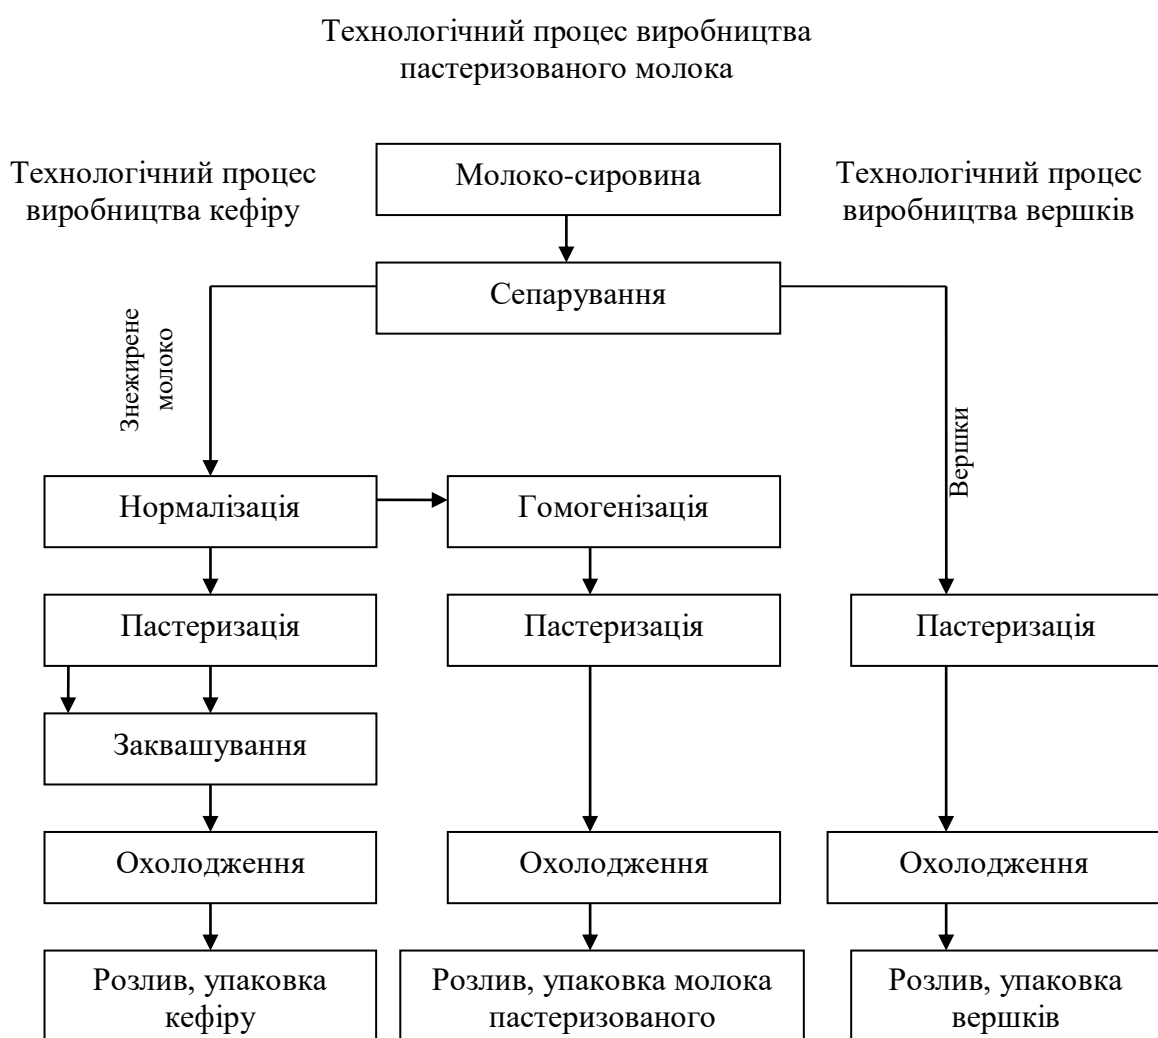 Технологічний процес виробництва
пастеризованого молока
Технологічний процес
виробництва кефіру
Молоко-сировина
Технологічний процес
виробництва вершків
Сепарування
Знежирене
молоко
Вершки
Нормалізація
Гомогенізація
Пастеризація
Пастеризація
Пастеризація
Заквашування
Охолодження
Охолодження
Охолодження
Розлив, упаковка
кефіру
Розлив, упаковка молока
пастеризованого
Розлив, упаковка
вершків